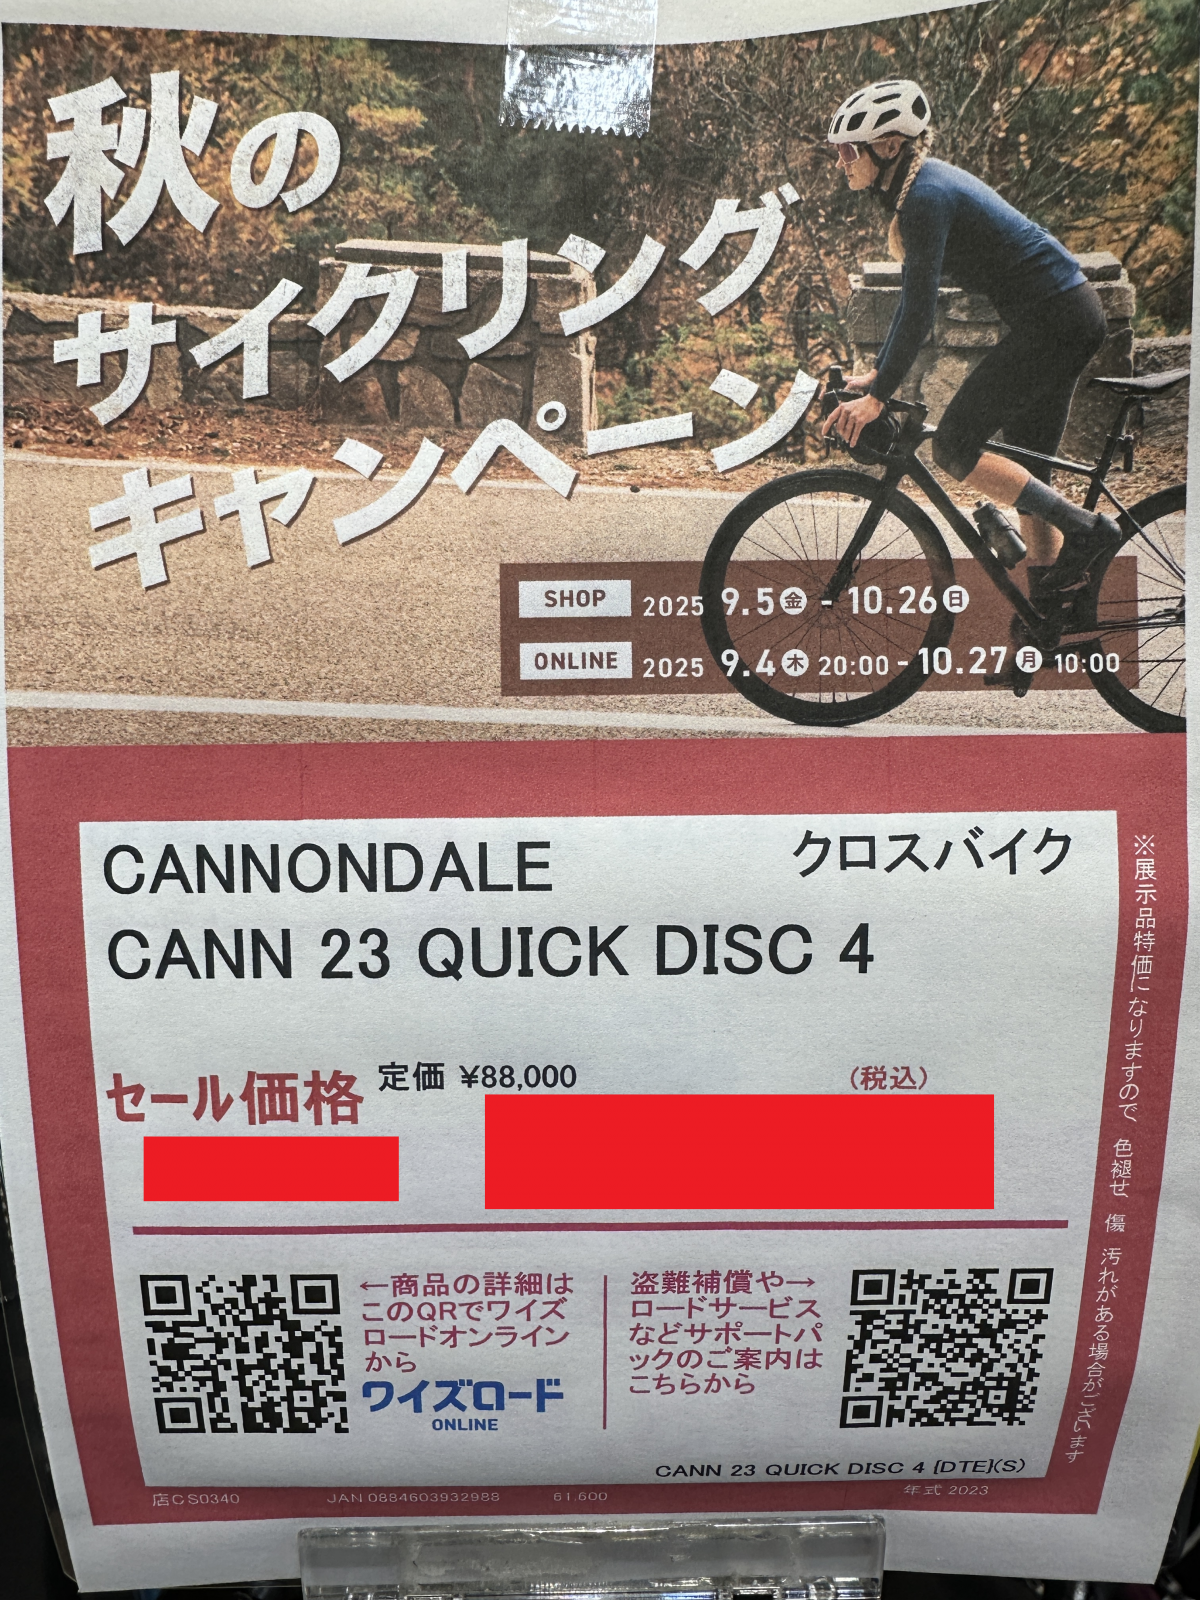 秋の
サイクリング
キャンペーン
SHOP 2025 9.5金 - 10.26日
ONLINE 2025 9.4木 20:00 - 10.27月 10:00
CANNONDALE クロスバイク
CANN 23 QUICK DISC 4
セール価格 定価 ¥88,000 (税込)
←商品の詳細は
このQRでワイズ
ロードオンライン
から
ワイズロード
ONLINE
盗難補償や→
ロードサービス
などサポートパ
ックのご案内は
こちらから
CANN 23 QUICK DISC 4 {DTE}(S)
店CS0340 JAN 0884603932988 61,600 年式 2023
※展示品特価になりますので、色褪せ、傷、汚れがある場合がございます